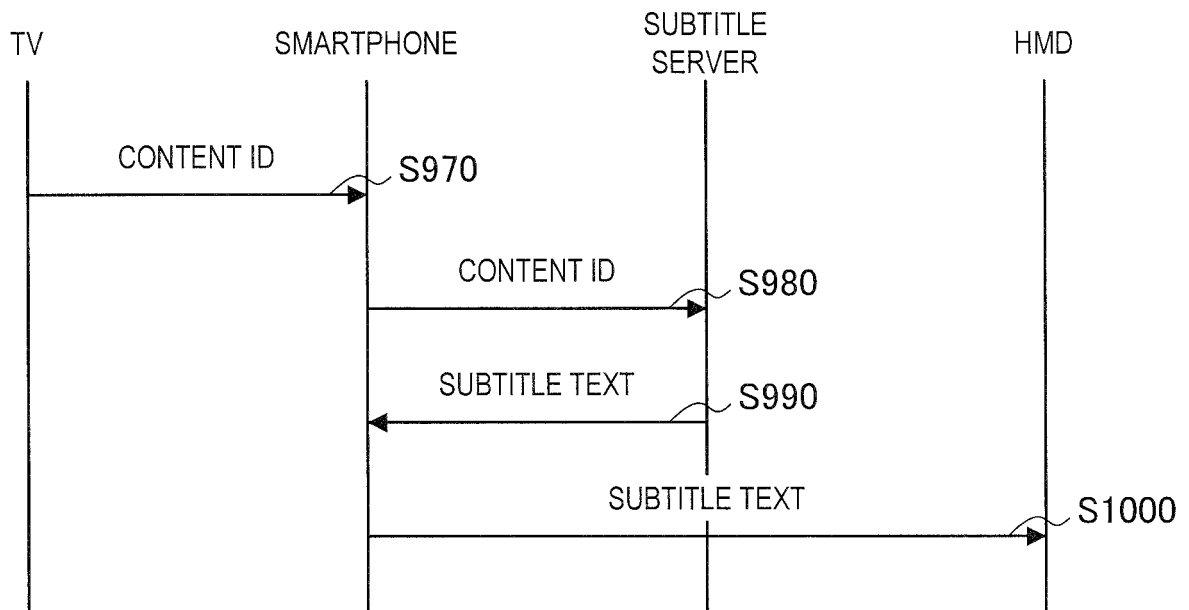 TV
SMARTPHONE
SUBTITLE
SERVER
HMD
CONTENT ID
S970
CONTENT ID
S980
SUBTITLE TEXT
S990
SUBTITLE TEXT
S1000